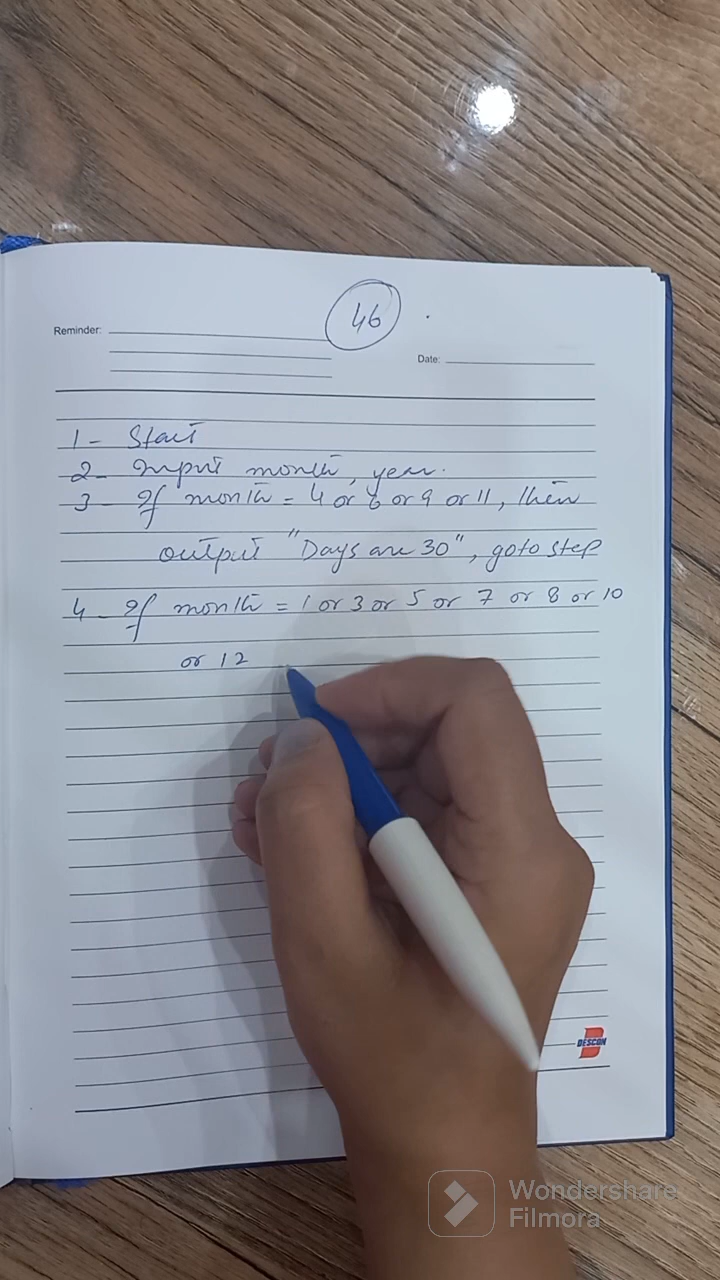 46
Reminder:
Date:
1 - Start
2 - Input month, year.
3 - If month = 4 or 6 or 9 or 11, then
output "Days are 30", goto step
4 - If month = 1 or 3 or 5 or 7 or 8 or 10
or 12
DESCON
Wondershare
Filmora